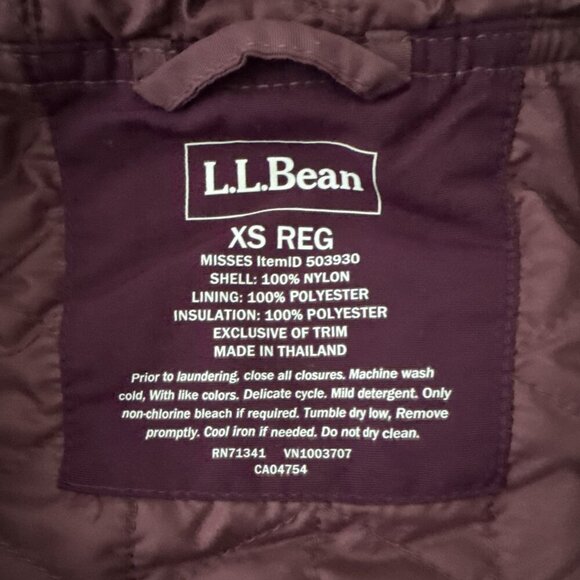 L.L.Bean
XS REG
MISSES ItemID 503930
SHELL: 100% NYLON
LINING: 100% POLYESTER
INSULATION: 100% POLYESTER
EXCLUSIVE OF TRIM
MADE IN THAILAND
Prior to laundering, close all closures. Machine wash
cold, With like colors. Delicate cycle. Mild detergent. Only
non-chlorine bleach if required. Tumble dry low, Remove
promptly. Cool iron if needed. Do not dry clean.
RN71341 VN1003707
CA04754